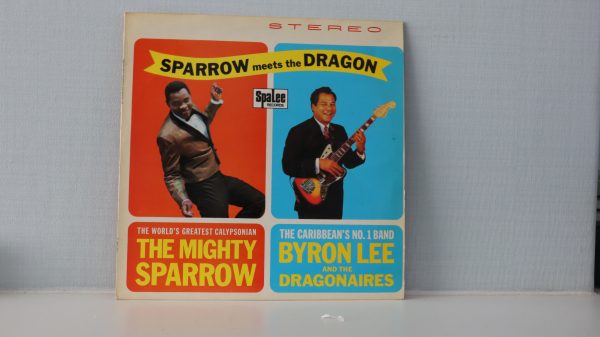 STEREO
SPARROW meets the DRAGON
SpaLee
RECORDS
THE WORLD'S GREATEST CALYPSONIAN
THE MIGHTY
SPARROW
THE CARIBBEAN'S NO. 1 BAND
BYRON LEE
AND THE
DRAGONAIRES